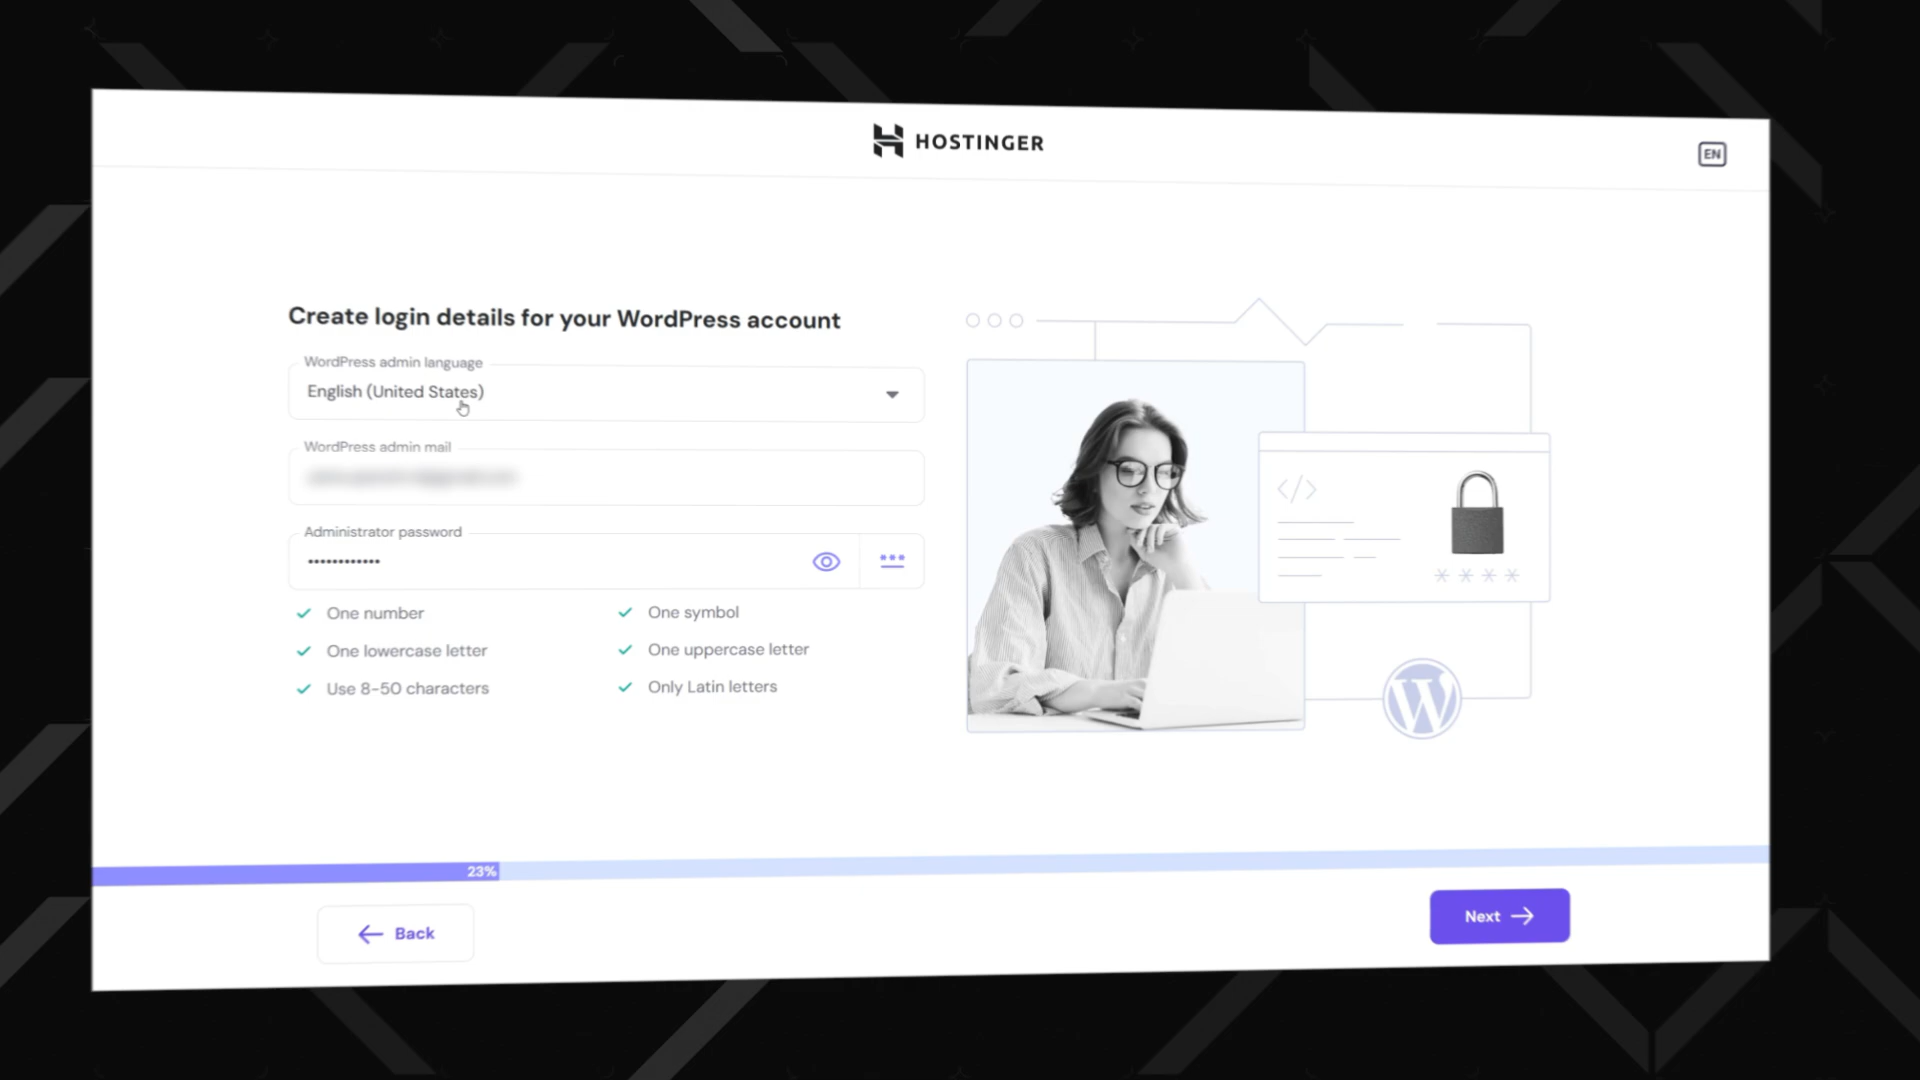 HOSTINGER
EN
Create login details for your WordPress account
WordPress admin language
English (United States)
WordPress admin mail
Administrator password
••••••••••••
One number
One symbol
One lowercase letter
One uppercase letter
Use 8-50 characters
Only Latin letters
</>
* * * *
W
23%
Back
Next